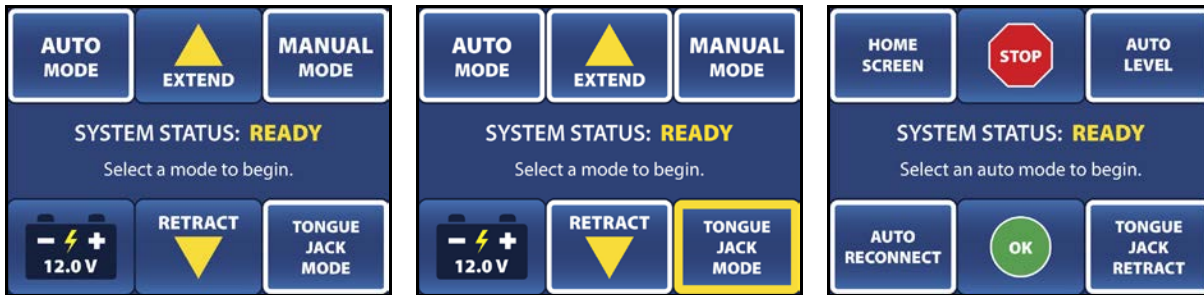 AUTO
MODE
EXTEND
MANUAL
MODE
SYSTEM STATUS: READY
Select a mode to begin.
12.0 V
RETRACT
TONGUE
JACK
MODE
AUTO
MODE
EXTEND
MANUAL
MODE
SYSTEM STATUS: READY
Select a mode to begin.
12.0 V
RETRACT
TONGUE
JACK
MODE
HOME
SCREEN
STOP
AUTO
LEVEL
SYSTEM STATUS: READY
Select an auto mode to begin.
AUTO
RECONNECT
OK
TONGUE
JACK
RETRACT